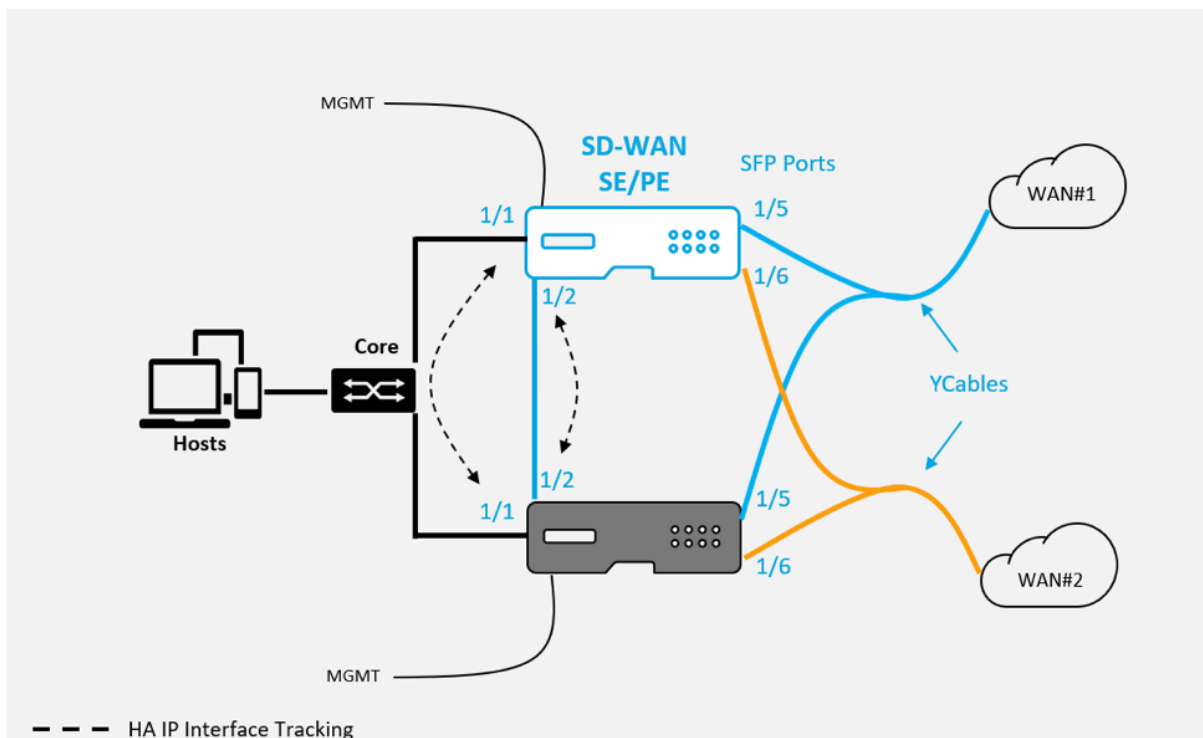 MGMT
SD-WAN
SE/PE
SFP Ports
1/1
1/5
WAN#1
1/6
1/2
Core
YCables
Hosts
1/2
1/1
1/5
1/6
WAN#2
MGMT
HA IP Interface Tracking